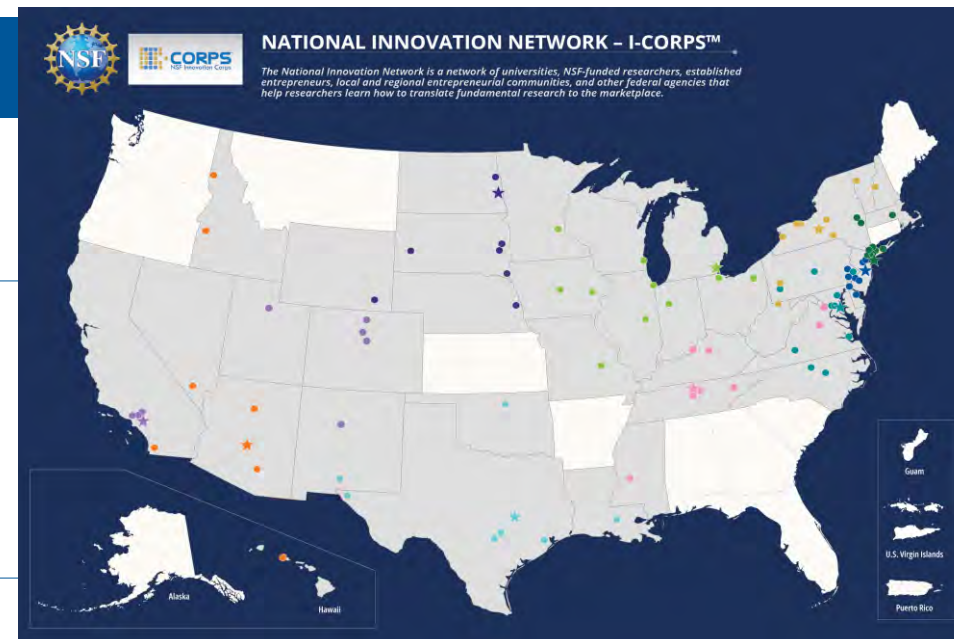 NSF
I-CORPS
NSF Innovation Corps
NATIONAL INNOVATION NETWORK – I-CORPS™
The National Innovation Network is a network of universities, NSF-funded researchers, established
entrepreneurs, local and regional entrepreneurial communities, and other federal agencies that
help researchers learn how to translate fundamental research to the marketplace.
Guam
U.S. Virgin Islands
Alaska
Hawaii
Puerto Rico